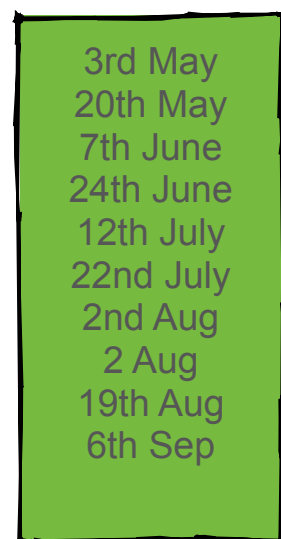 3rd May
20th May
7th June
24th June
12th July
22nd July
2nd Aug
2 Aug
19th Aug
6th Sep